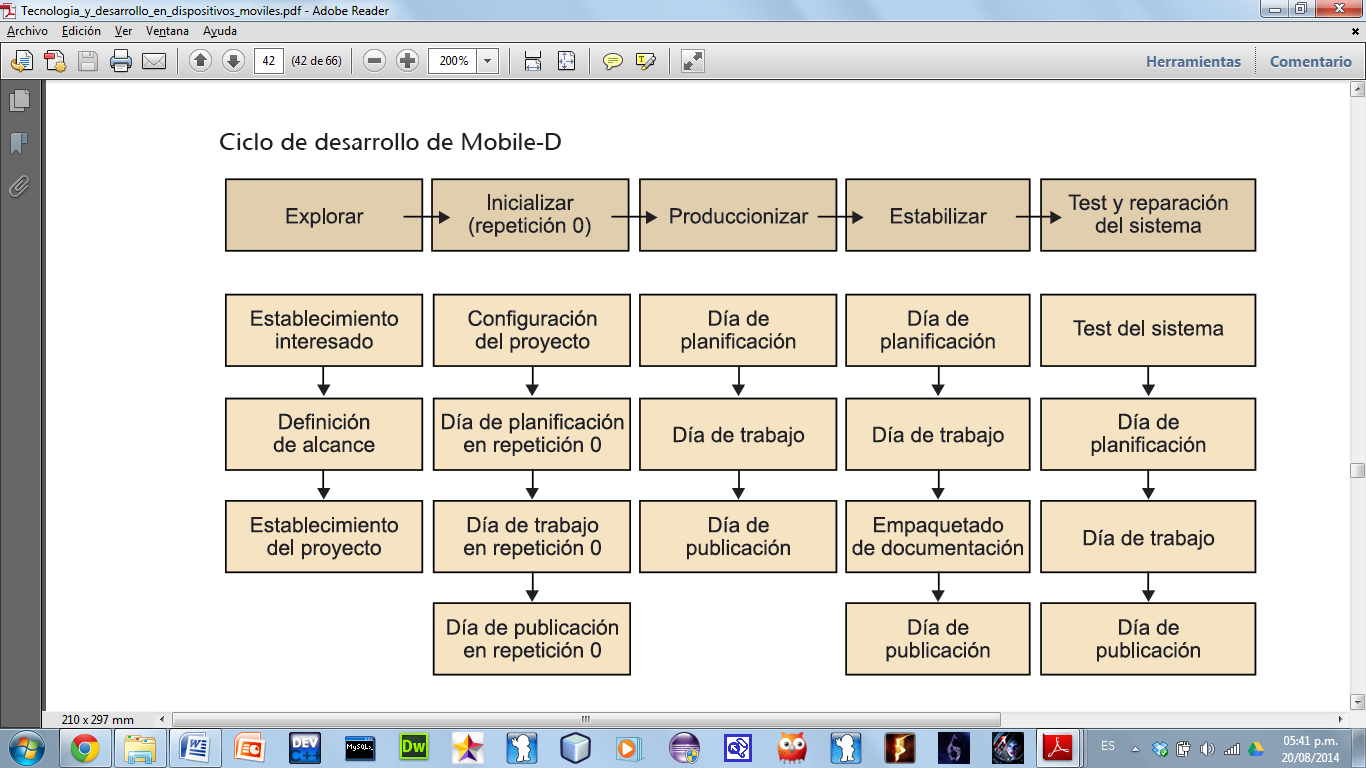 Tecnologia_y_desarrollo_en_dispositivos_moviles.pdf - Adobe Reader
Archivo Edición Ver Ventana Ayuda
42 (42 de 66) 200% Herramientas Comentario
Ciclo de desarrollo de Mobile-D
Explorar
Inicializar
(repetición 0)
Produccionizar
Estabilizar
Test y reparación
del sistema
Establecimiento
interesado
Configuración
del proyecto
Día de
planificación
Día de
planificación
Test del sistema
Definición
de alcance
Día de planificación
en repetición 0
Día de trabajo
Día de trabajo
Día de
planificación
Establecimiento
del proyecto
Día de trabajo
en repetición 0
Día de
publicación
Empaquetado
de documentación
Día de trabajo
Día de publicación
en repetición 0
Día de
publicación
Día de
publicación
210 x 297 mm
DEV
C++
MySQL
Dw
ES
05:41 p.m.
20/08/2014